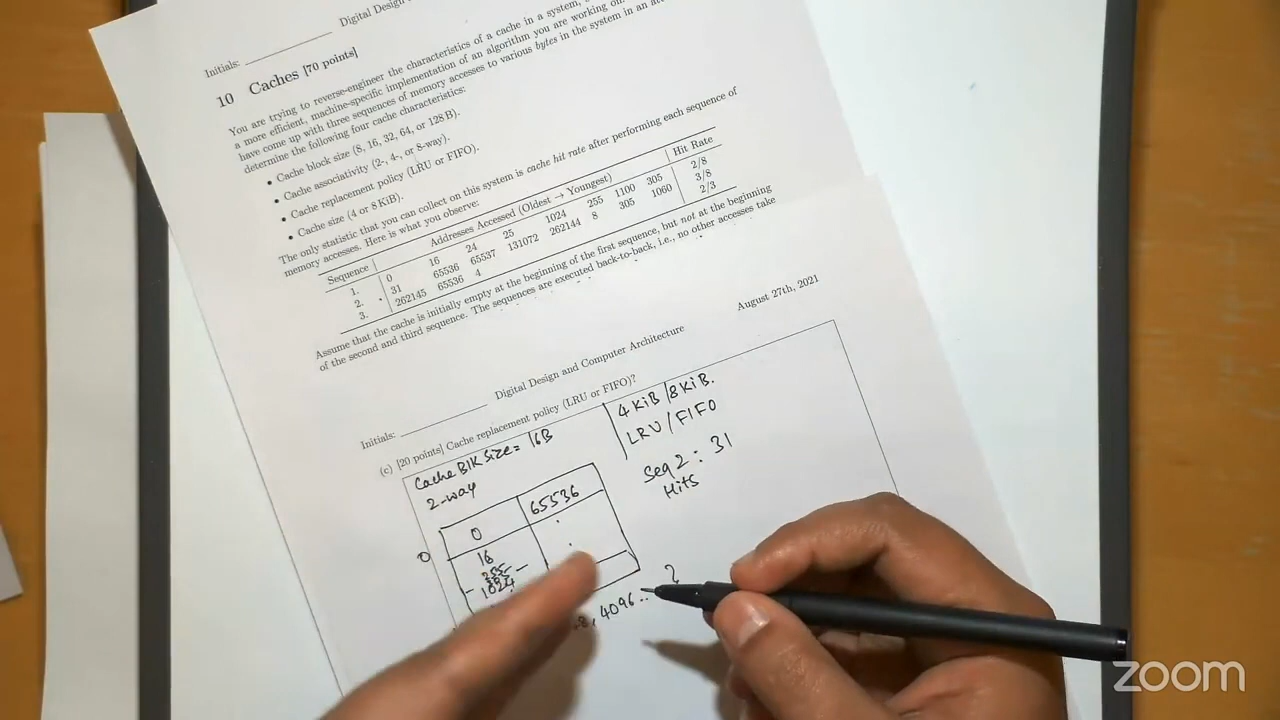 Digital Design
Initials:
10 Caches [70 points]
You are trying to reverse-engineer the characteristics of a cache in a system,
a more efficient, machine-specific implementation of an algorithm you are working on.
have come up with three sequences of memory accesses to various bytes in the system in an
determine the following four cache characteristics:
• Cache block size (8, 16, 32, 64, or 128 B).
• Cache associativity (2-, 4-, or 8-way).
• Cache replacement policy (LRU or FIFO).
• Cache size (4 or 8 KiB).
The only statistic that you can collect on this system is cache hit rate after performing each sequence of
memory accesses. Here is what you observe:
Sequence Addresses Accessed (Oldest → Youngest) Hit Rate
1. 0 16 24 25 1024 255 1100 305 2/8
2. 31 65536 65537 131072 262144 8 305 1060 3/8
3. 262145 65536 4 2/3
Assume that the cache is initially empty at the beginning of the first sequence, but not at the beginning
of the second and third sequence. The sequences are executed back-to-back, i.e., no other accesses take
Initials:
Digital Design and Computer Architecture
August 27th, 2021
(c) [20 points] Cache replacement policy (LRU or FIFO)?
Cache Blk Size = 16B
2-way
4 KiB/8 KiB.
LRU/FIFO
Seq 2: 31
Hits
0 0 65536
16
255
1024
8, 4096.. ?
zoom